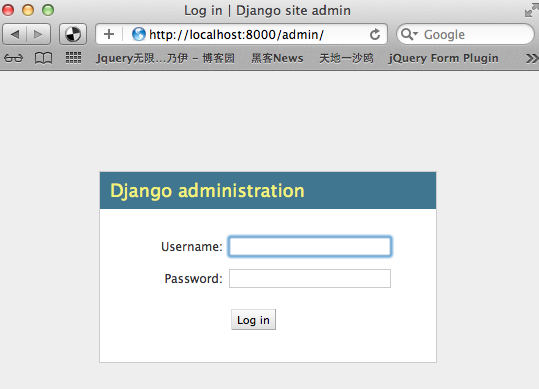 Log in | Django site admin
http://localhost:8000/admin/
Google
Jquery无限...乃伊 - 博客园 黑客News 天地一沙鸥 jQuery Form Plugin
Django administration
Username:
Password:
Log in